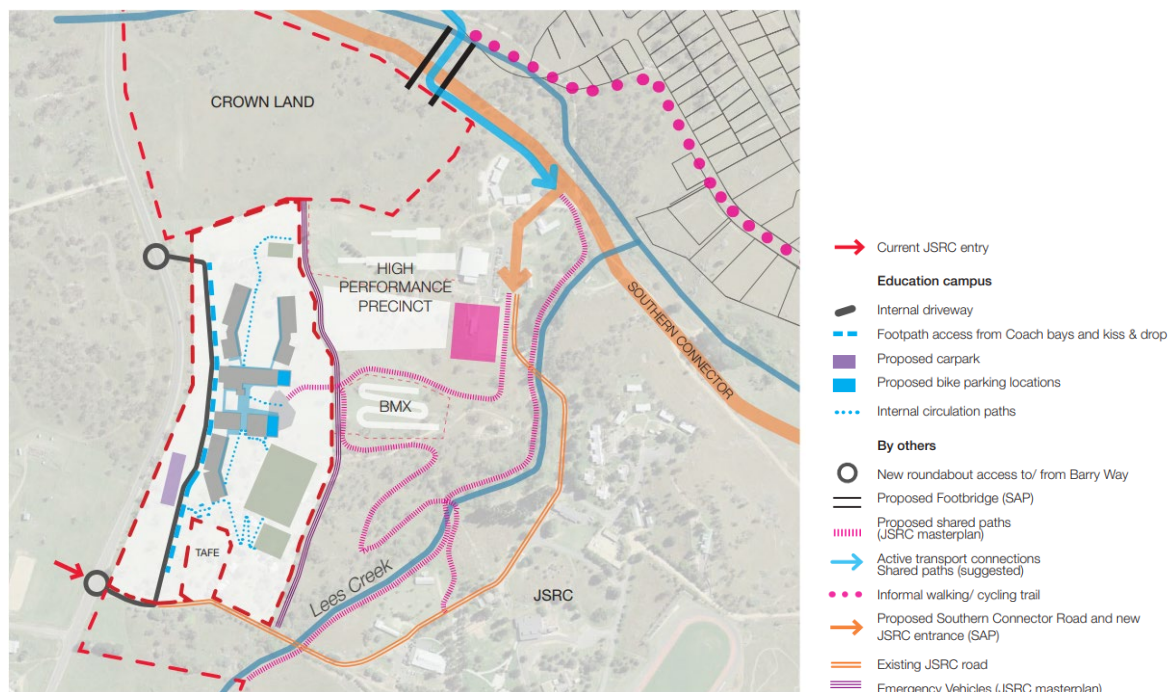 CROWN LAND
HIGH
PERFORMANCE
PRECINCT
BMX
SOUTHERN CONNECTOR
TAFE
Lees Creek
JSRC
Current JSRC entry
Education campus
Internal driveway
Footpath access from Coach bays and kiss & drop
Proposed carpark
Proposed bike parking locations
Internal circulation paths
By others
New roundabout access to/ from Barry Way
Proposed Footbridge (SAP)
Proposed shared paths
(JSRC masterplan)
Active transport connections
Shared paths (suggested)
Informal walking/ cycling trail
Proposed Southern Connector Road and new
JSRC entrance (SAP)
Existing JSRC road
Emergency Vehicles (JSRC masterplan)